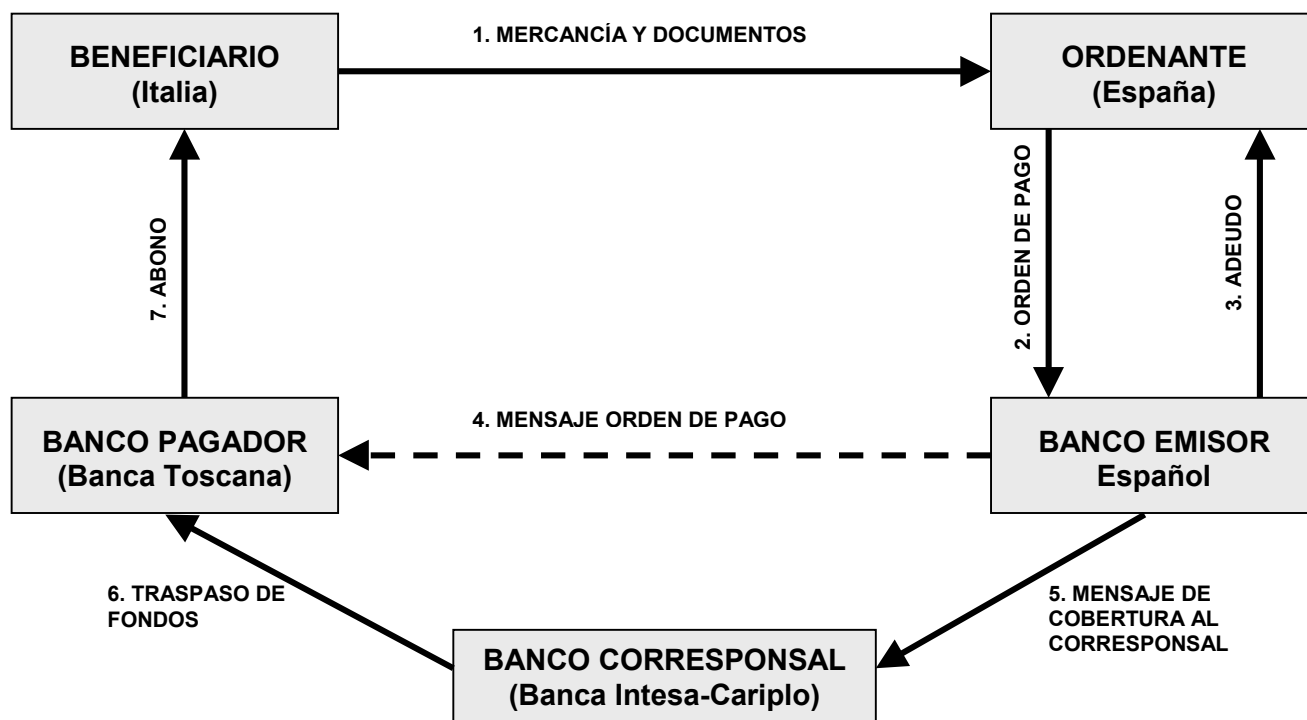 1. MERCANCÍA Y DOCUMENTOS
BENEFICIARIO
(Italia)
ORDENANTE
(España)
7. ABONO
2. ORDEN DE PAGO
3. ADEUDO
4. MENSAJE ORDEN DE PAGO
BANCO PAGADOR
(Banca Toscana)
BANCO EMISOR
Español
6. TRASPASO DE
FONDOS
5. MENSAJE DE
COBERTURA AL
CORRESPONSAL
BANCO CORRESPONSAL
(Banca Intesa-Cariplo)